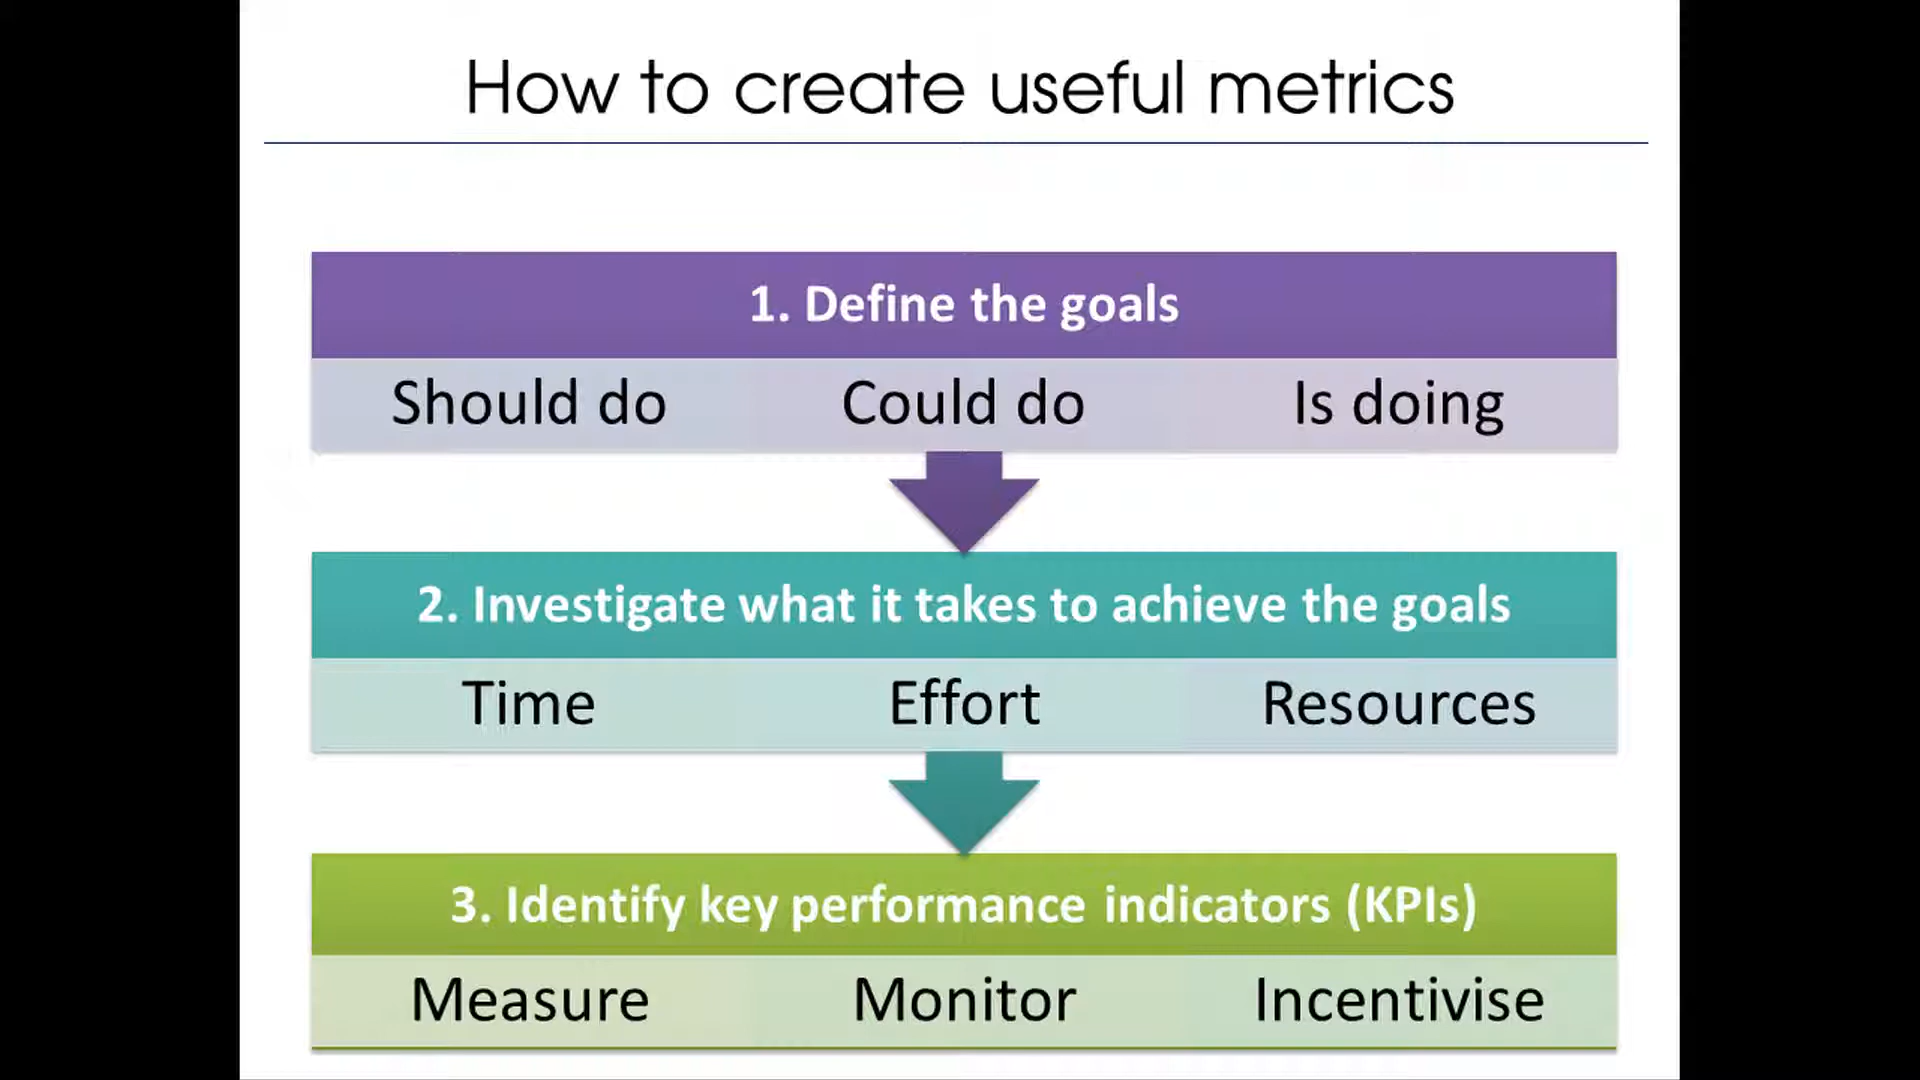 How to create useful metrics
1. Define the goals
Should do Could do Is doing
2. Investigate what it takes to achieve the goals
Time Effort Resources
3. Identify key performance indicators (KPIs)
Measure Monitor Incentivise